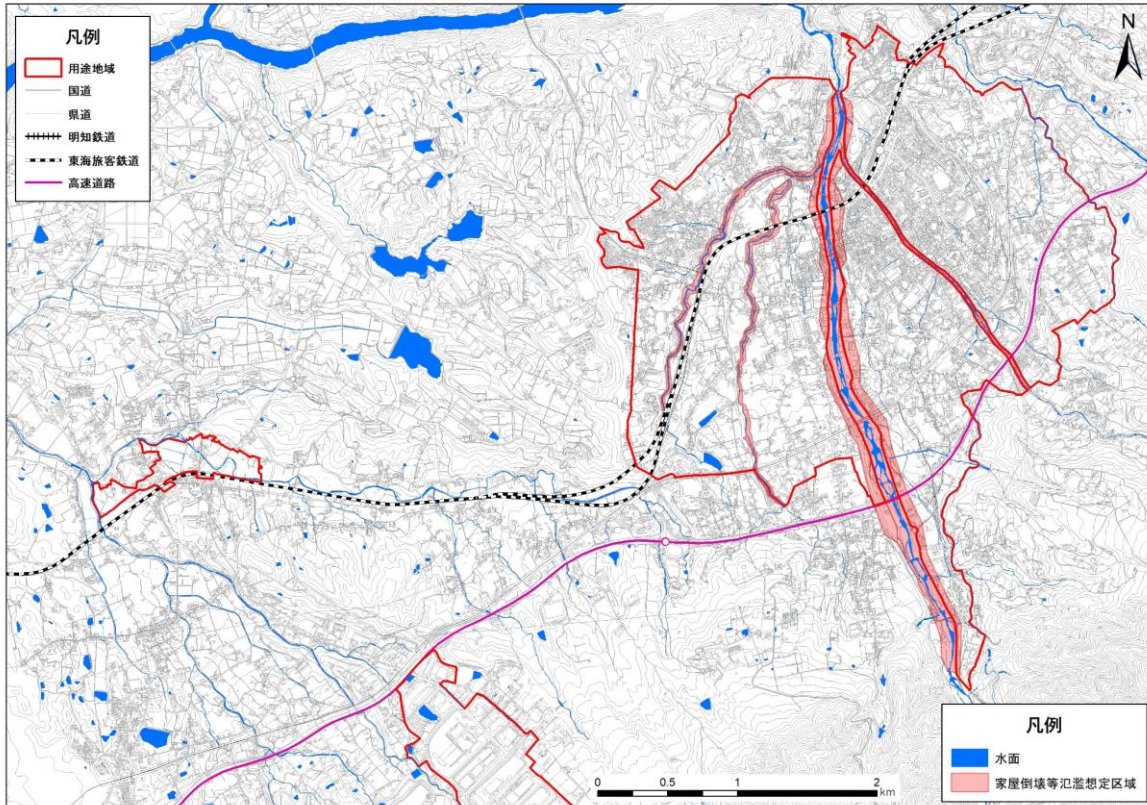 凡例
用途地域
国道
県道
明知鉄道
東海旅客鉄道
高速道路
N
凡例
水面
家屋倒壊等氾濫想定区域
0 0.5 1 2
km